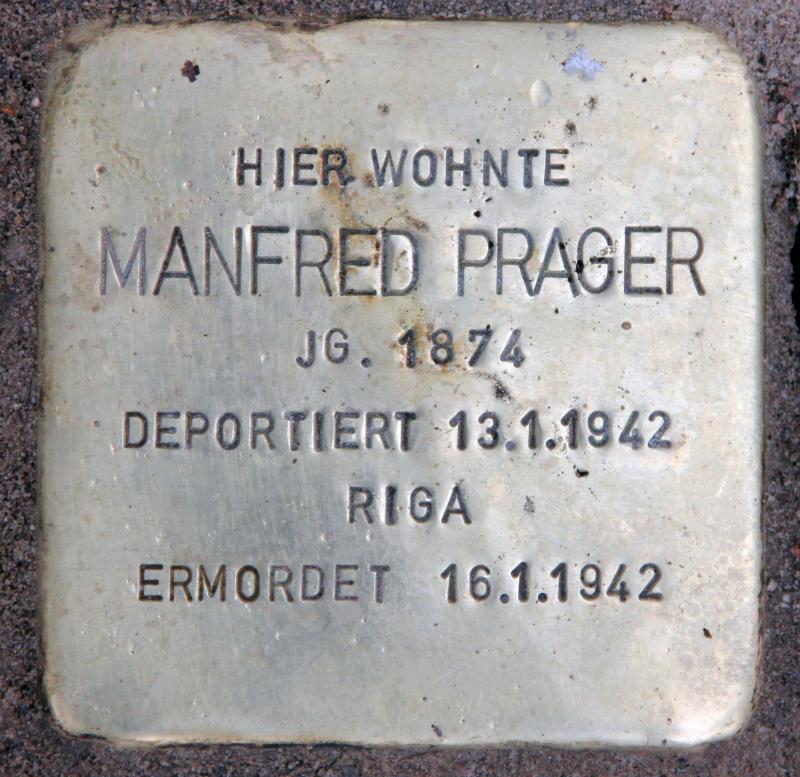 HIER WOHNTE
MANFRED PRAGER
JG. 1874
DEPORTIERT 13.1.1942
RIGA
ERMORDET 16.1.1942